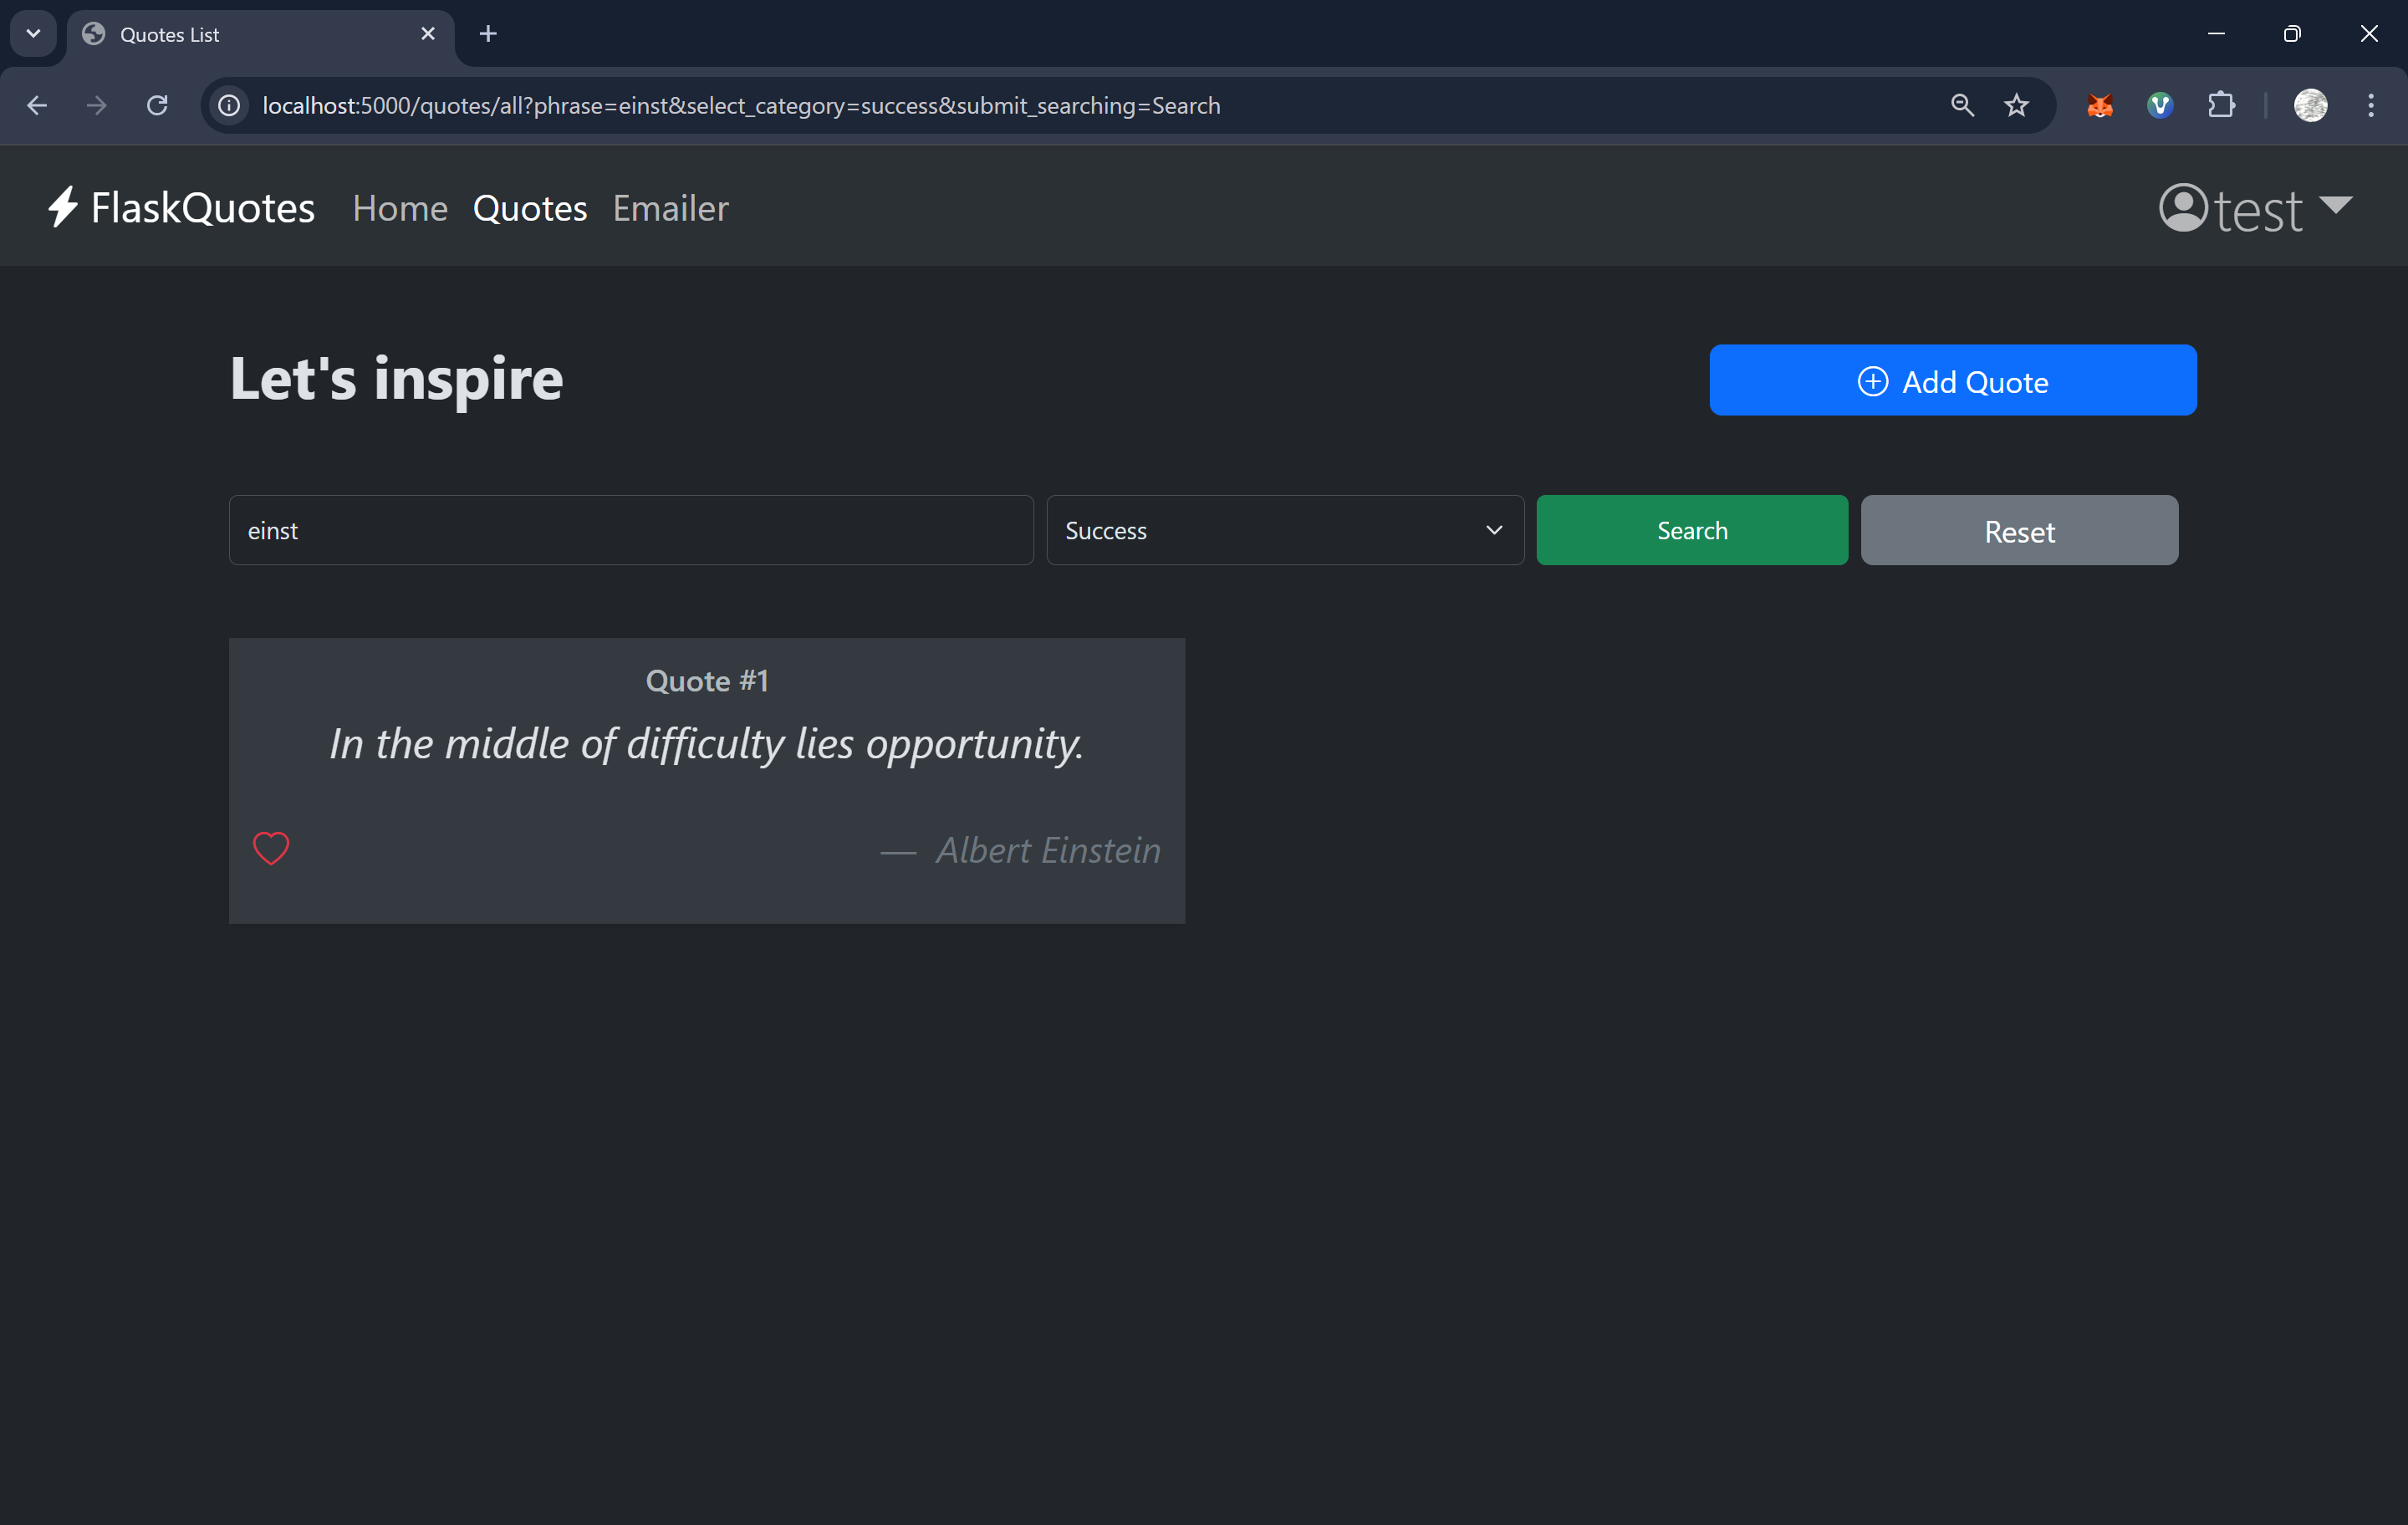 Quotes List
localhost:5000/quotes/all?phrase=einst&select_category=success&submit_searching=Search
FlaskQuotes Home Quotes Emailer test
Let's inspire
Add Quote
einst Success Search Reset
Quote #1
In the middle of difficulty lies opportunity.
— Albert Einstein